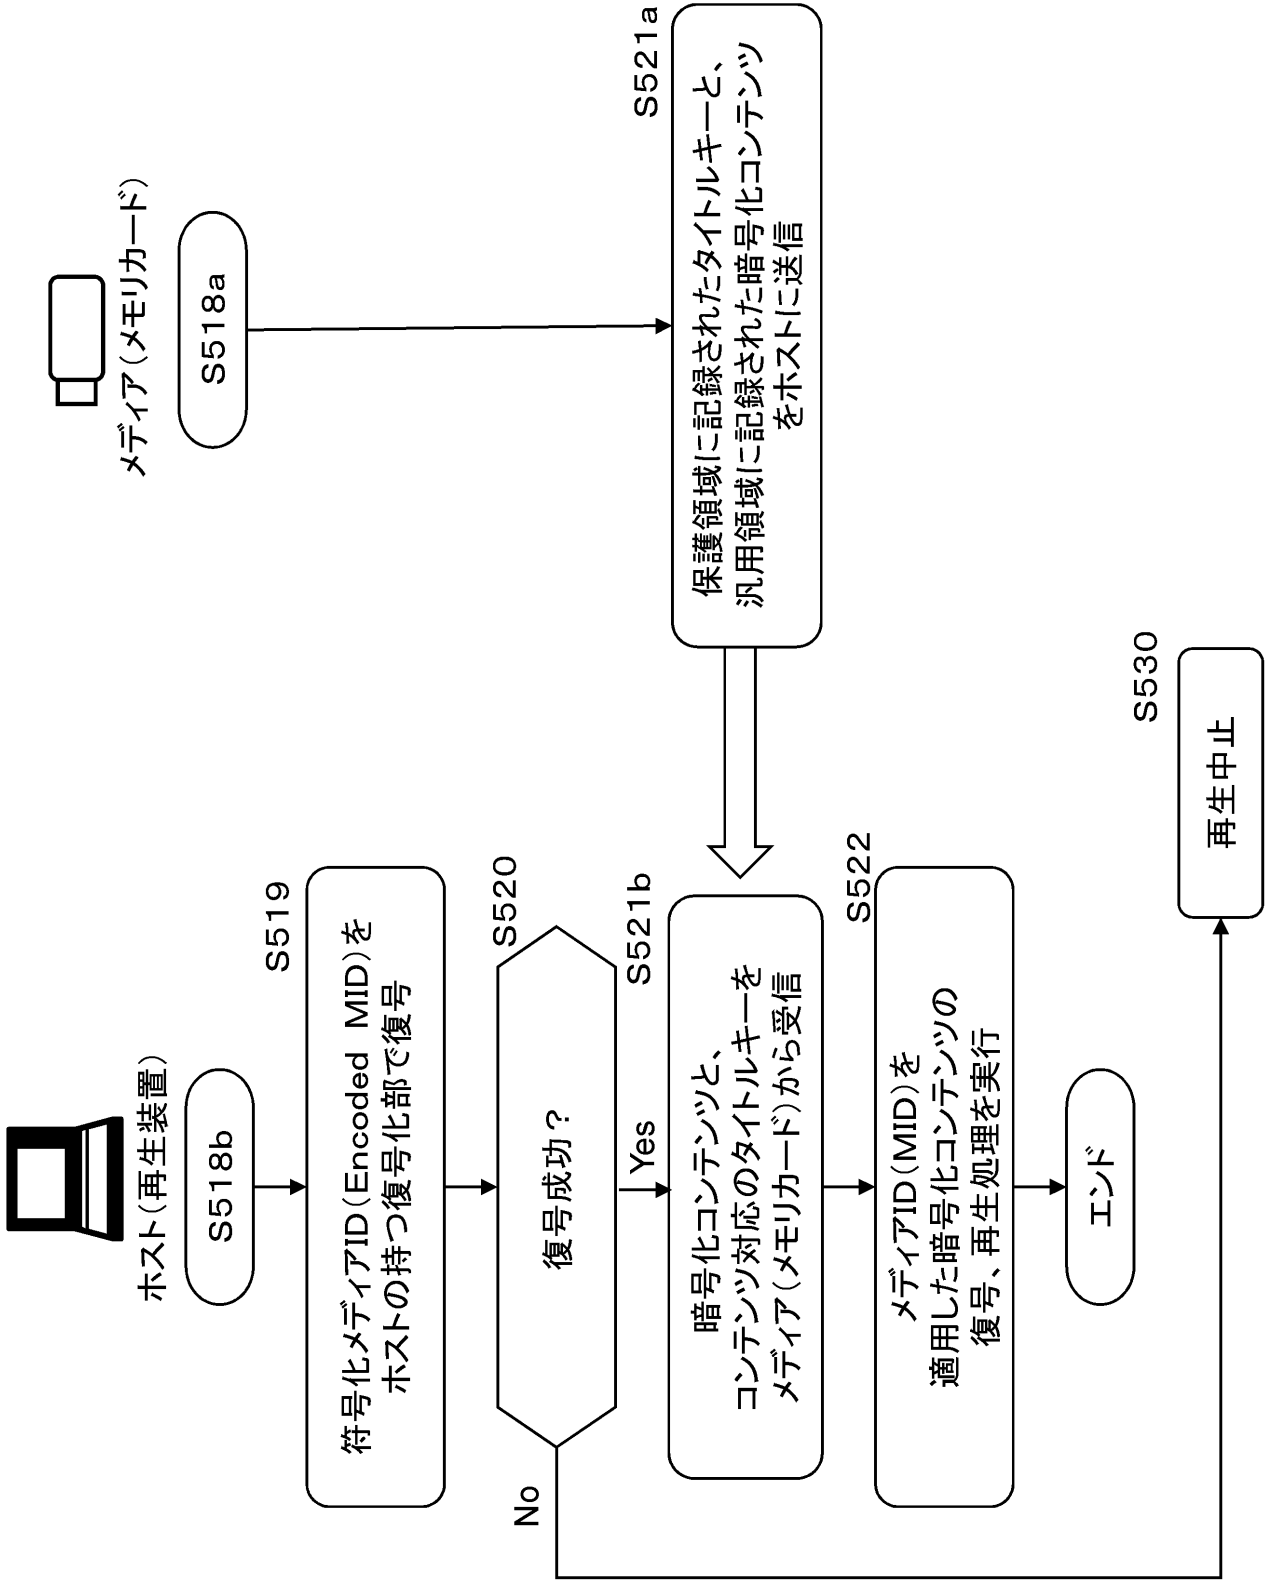 ホスト（再生装置）
メディア（メモリカード）
S518b
S518a
S519
符号化メディアID（Encoded MID）を
ホストの持つ復号化部で復号
S520
復号成功？
Yes
No
S521a
保護領域に記録されたタイトルキーと、
汎用領域に記録された暗号化コンテンツ
をホストに送信
S521b
暗号化コンテンツと、
コンテンツ対応のタイトルキーを
メディア（メモリカード）から受信
S522
メディアID（MID）を
適用した暗号化コンテンツの
復号、再生処理を実行
エンド
S530
再生中止